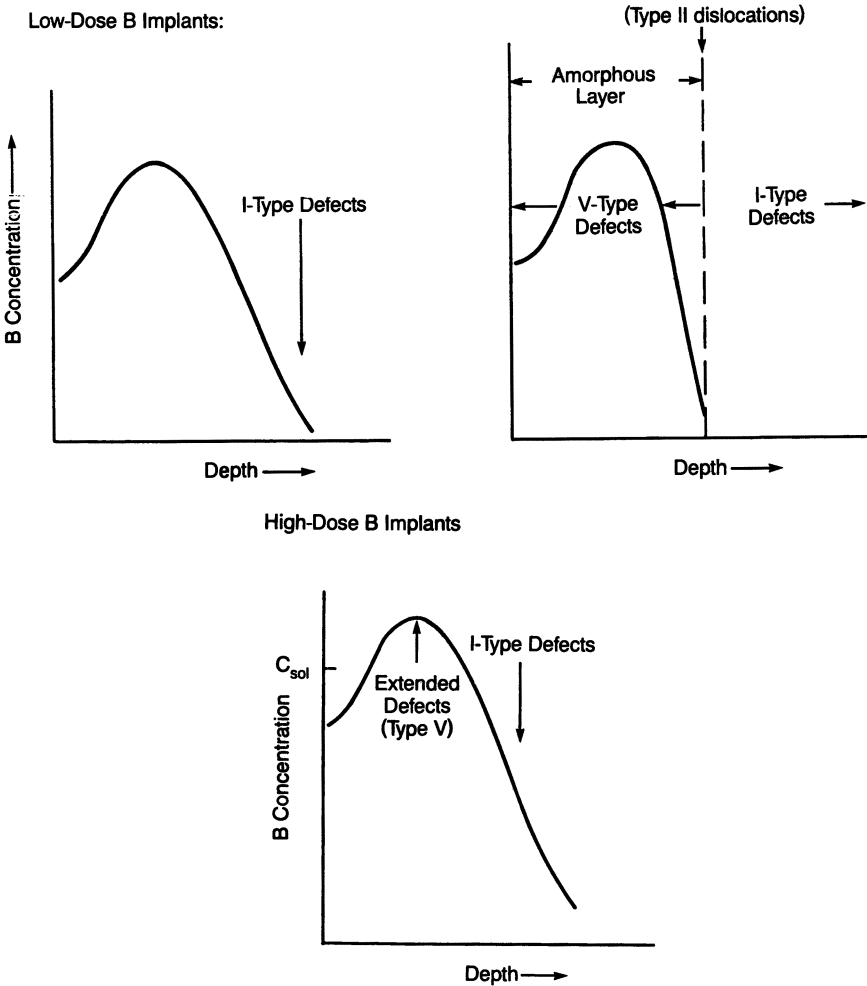 Low-Dose B Implants:
B Concentration
I-Type Defects
Depth
(Type II dislocations)
Amorphous
Layer
V-Type
Defects
I-Type
Defects
Depth
High-Dose B Implants
B Concentration
Csol
Extended
Defects
(Type V)
I-Type Defects
Depth